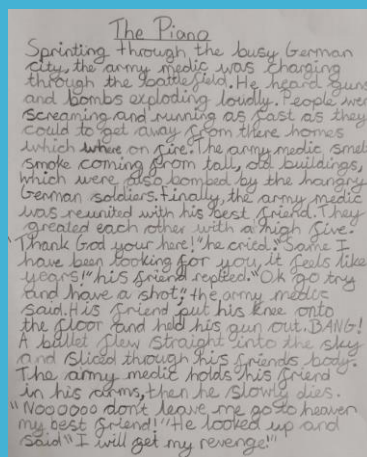 The Piano
Sprinting through the busy German
city, the army medic was charging
through the battlefield. He heard guns
and bombs exploding loudly. People were
screaming and running as fast as they
could to get away from there homes
which where on fire. The army medic smelt
smoke coming from tall, old buildings,
which were also bombed by the hangry
German soldiers. Finally, the army medic
was reunited with his best friend. They
greated each other with a high five.
"Thank God your here!" he cried. "Same I
have been looking for you, it feels like
years!" his friend replied. "Ok go try
and have a shot," the army medic
said. His friend put his knee onto
the floor and held his gun out. BANG!
A bullet flew straight into the sky
and sliced through his friends body.
The army medic holds his friend
in his arms, then he slowly dies.
"Noooooo don't leave me go to heaven
my best friend!" He looked up and
said "I will get my revenge!"